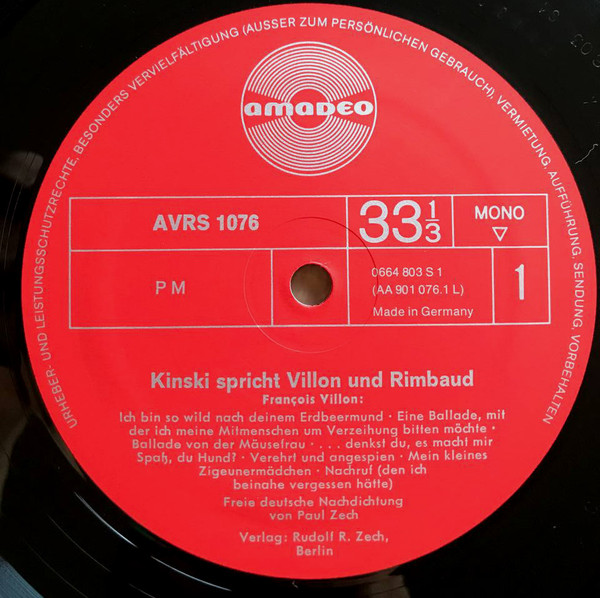 URHEBER- UND LEISTUNGSSCHUTZRECHTE, BESONDERS VERVIELFÄLTIGUNG (AUSSER ZUM PERSÖNLICHEN GEBRAUCH), VERMIETUNG, AUFFÜHRUNG, SENDUNG, VORBEHALTEN
AMADEO
AVRS 1076
33 1/3
MONO
▽
P M
0664 803 S 1
(AA 901 076.1 L)
Made in Germany
1
Kinski spricht Villon und Rimbaud
François Villon:
Ich bin so wild nach deinem Erdbeermund · Eine Ballade, mit
der ich meine Mitmenschen um Verzeihung bitten möchte ·
Ballade von der Mäusefrau · . . . denkst du, es macht mir
Spaß, du Hund? · Verehrt und angespien · Mein kleines
Zigeunermädchen · Nachruf (den ich
beinahe vergessen hätte)
Freie deutsche Nachdichtung
von Paul Zech
Verlag: Rudolf R. Zech,
Berlin